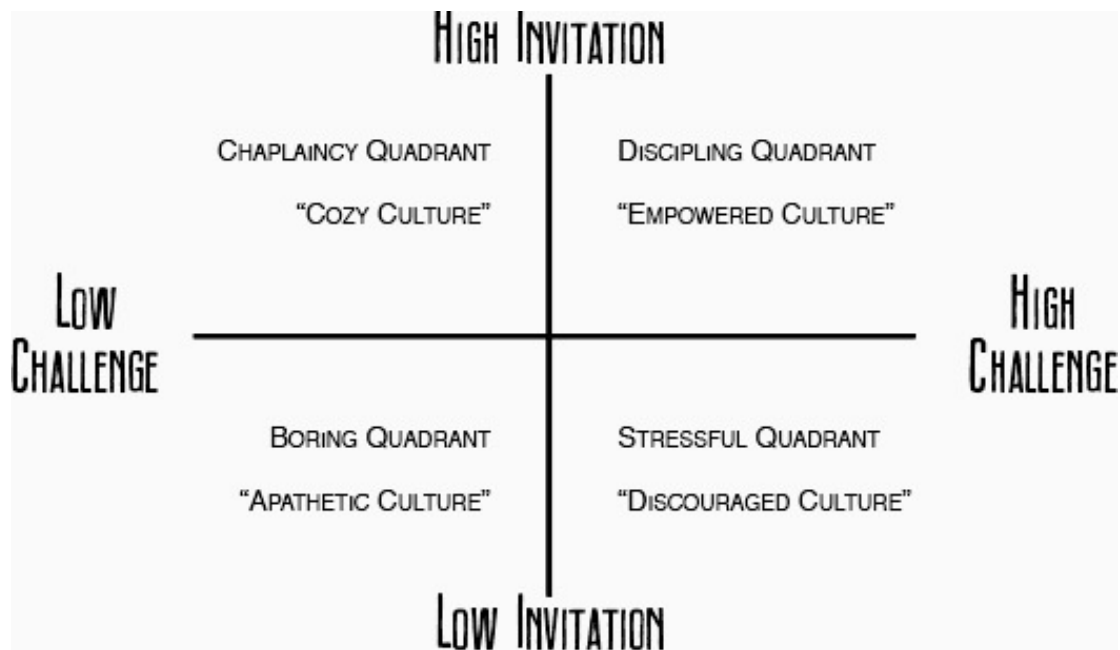 High Invitation
Chaplaincy Quadrant
"Cozy Culture"
Discipling Quadrant
"Empowered Culture"
Low
Challenge
High
Challenge
Boring Quadrant
"Apathetic Culture"
Stressful Quadrant
"Discouraged Culture"
Low Invitation